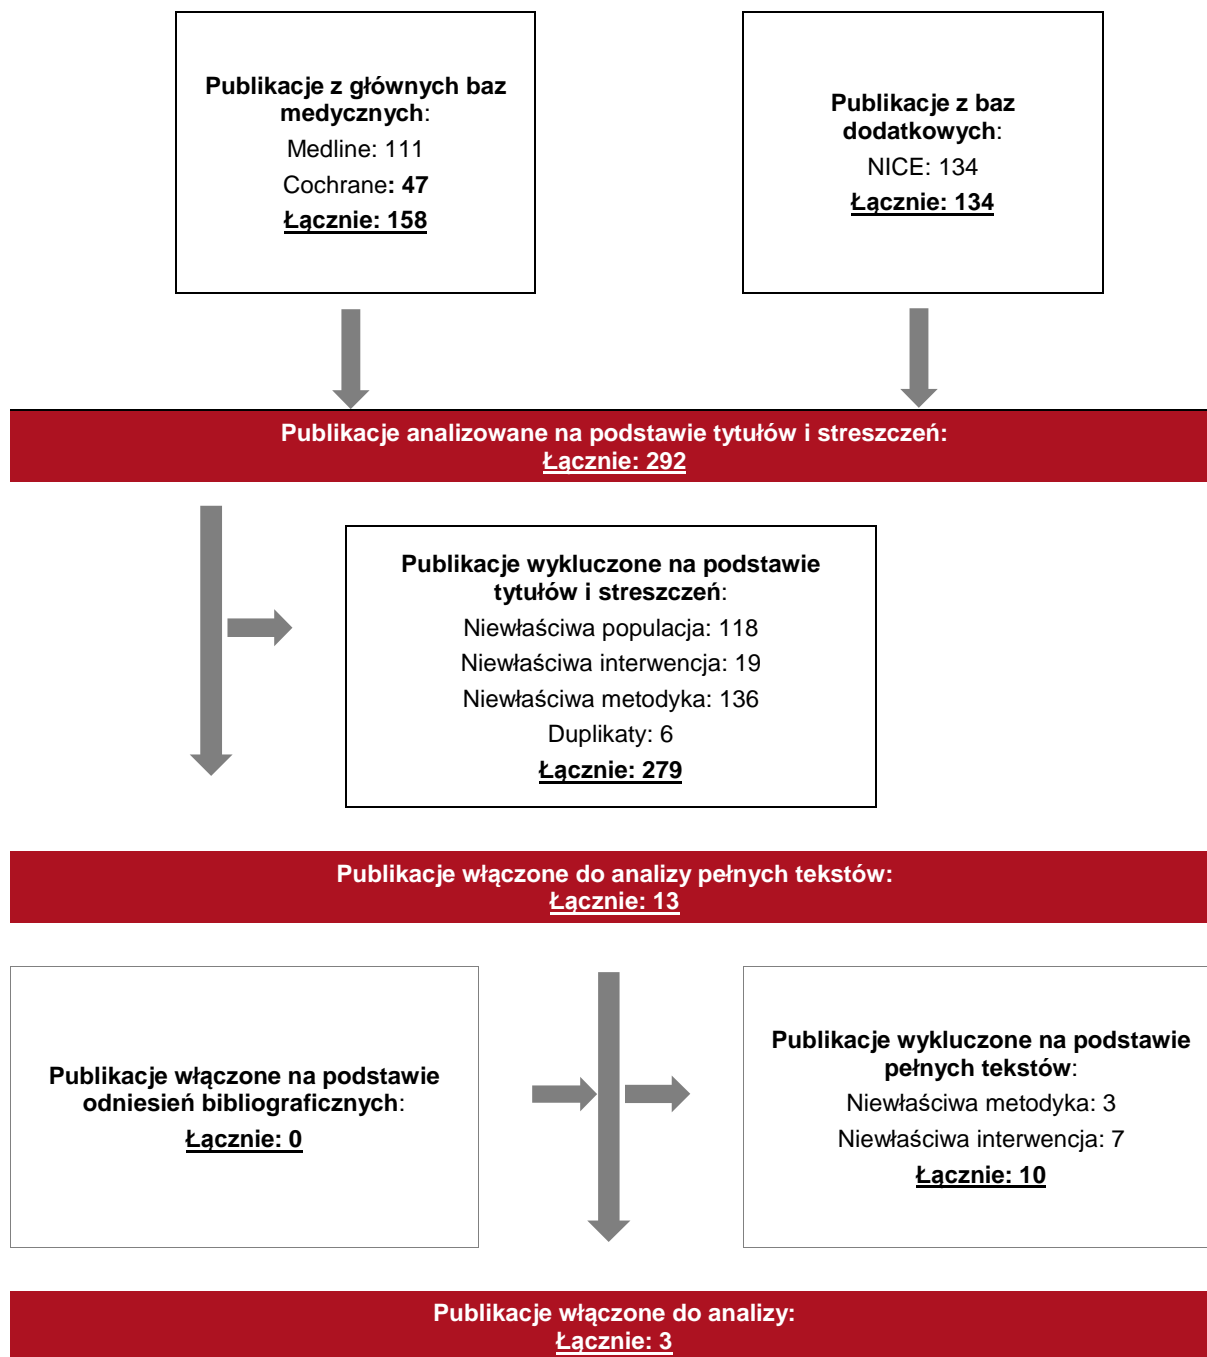 Publikacje z głównych baz
medycznych:
Medline: 111
Cochrane: 47
Łącznie: 158
Publikacje z baz
dodatkowych:
NICE: 134
Łącznie: 134
Publikacje analizowane na podstawie tytułów i streszczeń:
Łącznie: 292
Publikacje wykluczone na podstawie
tytułów i streszczeń:
Niewłaściwa populacja: 118
Niewłaściwa interwencja: 19
Niewłaściwa metodyka: 136
Duplikaty: 6
Łącznie: 279
Publikacje włączone do analizy pełnych tekstów:
Łącznie: 13
Publikacje włączone na podstawie
odniesień bibliograficznych:
Łącznie: 0
Publikacje wykluczone na podstawie
pełnych tekstów:
Niewłaściwa metodyka: 3
Niewłaściwa interwencja: 7
Łącznie: 10
Publikacje włączone do analizy:
Łącznie: 3